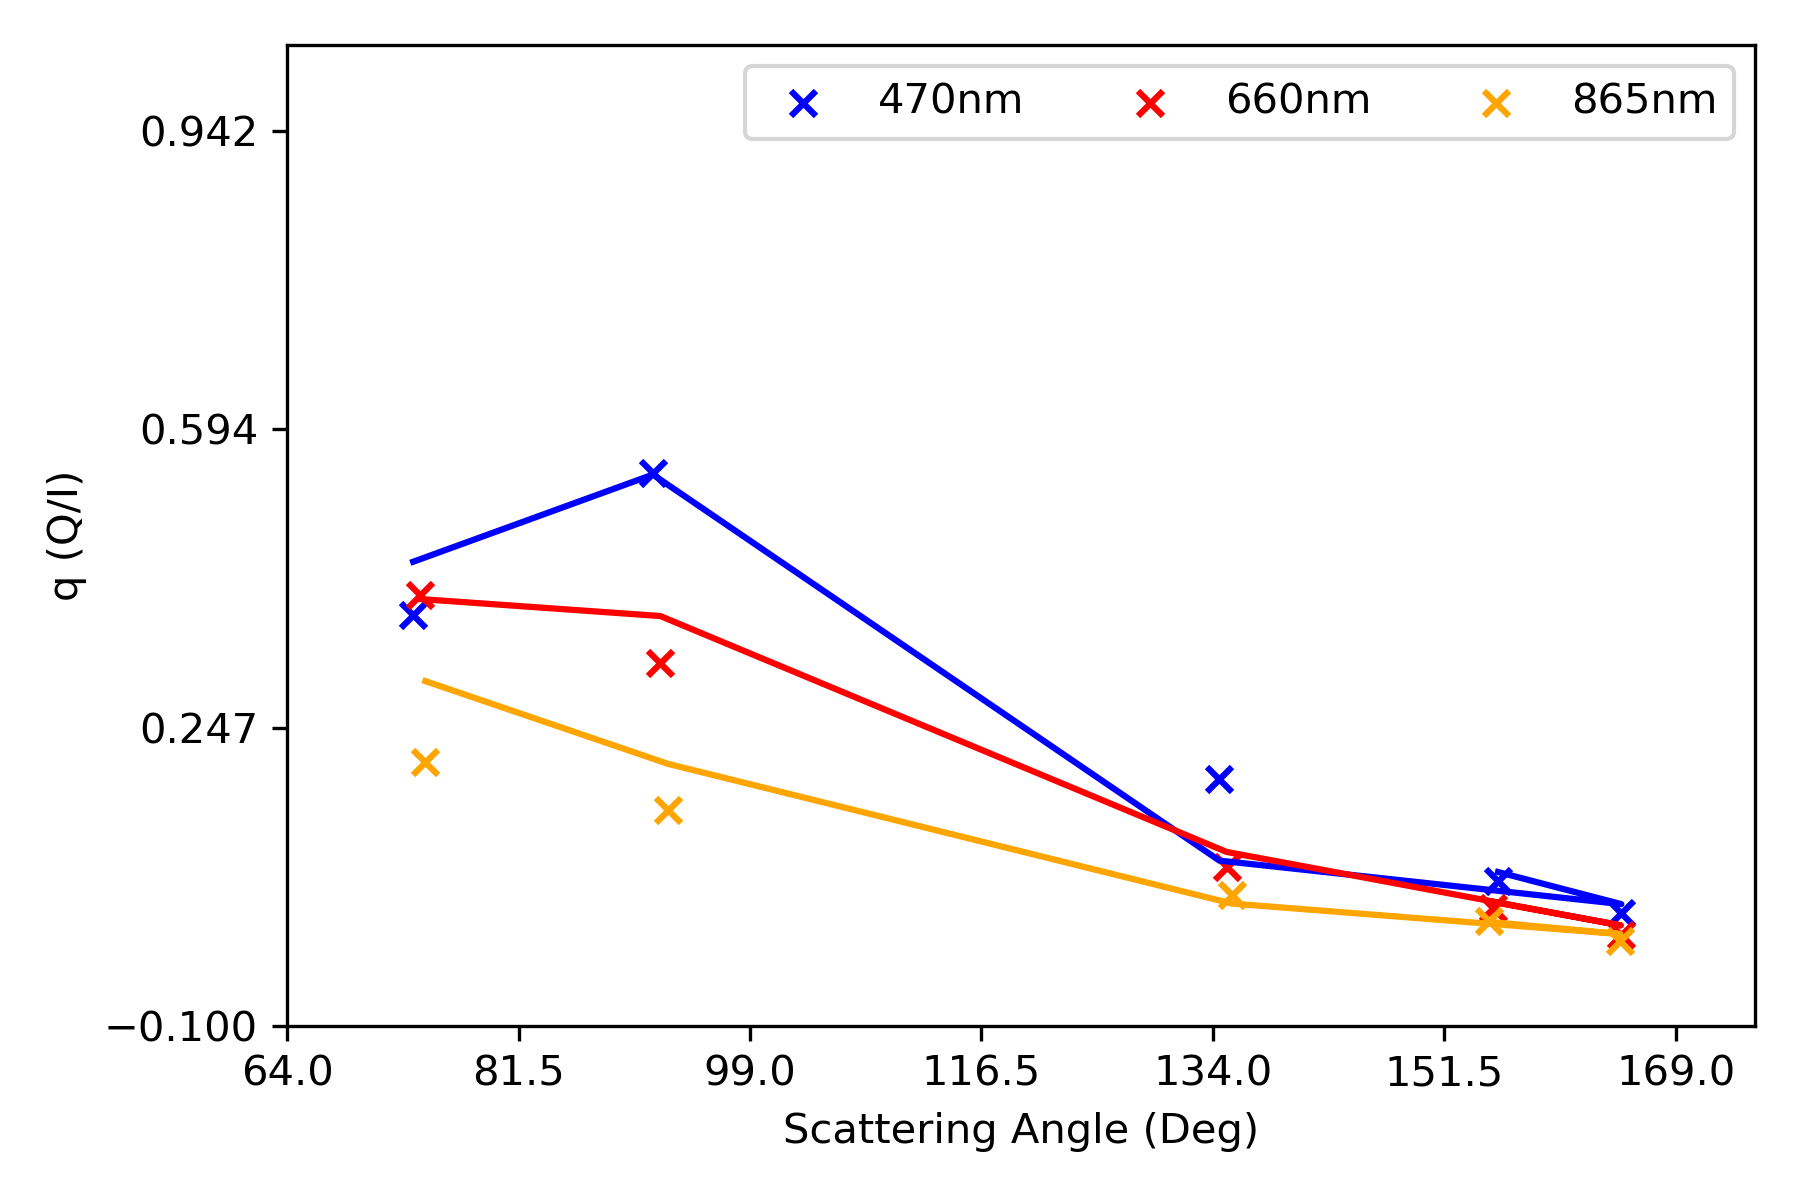 470nm 660nm 865nm
0.942
0.594
0.247
−0.100
q (Q/I)
64.0 81.5 99.0 116.5 134.0 151.5 169.0
Scattering Angle (Deg)